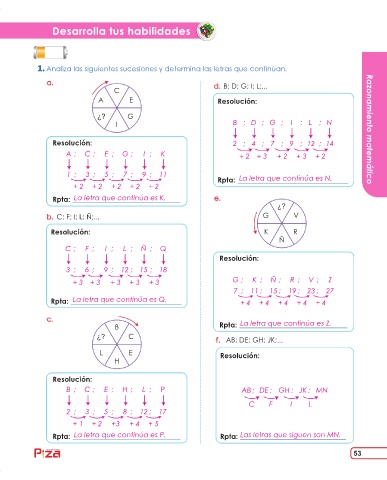 Desarrolla tus habilidades
1. Analiza las siguientes sucesiones y determina las letras que continúan.
a.
C
A E
¿? G
I
Resolución:
A ; C ; E ; G ; I ; K
1 ; 3 ; 5 ; 7 ; 9 ; 11
+ 2 + 2 + 2 + 2 + 2
Rpta: La letra que continúa es K.
b. C; F; I; L; Ñ;...
Resolución:
C ; F ; I ; L ; Ñ ; Q
3 ; 6 ; 9 ; 12 ; 15 ; 18
+ 3 + 3 + 3 + 3 + 3
Rpta: La letra que continúa es Q.
c.
B
¿? C
L E
H
Resolución:
B ; C ; E ; H ; L ; P
2 ; 3 ; 5 ; 8 ; 12 ; 17
+ 1 + 2 +3 + 4 + 5
Rpta: La letra que continúa es P.
d. B; D; G; I; L;...
Resolución:
B ; D ; G ; I ; L ; N
2 ; 4 ; 7 ; 9 ; 12 ; 14
+ 2 + 3 + 2 + 3 + 2
Rpta: La letra que continúa es N.
e.
¿?
G V
K R
Ñ
Resolución:
G ; K ; Ñ ; R ; V ; Z
7 ; 11 ; 15 ; 19 ; 23 ; 27
+ 4 + 4 + 4 + 4 + 4
Rpta: La letra que continúa es Z.
f. AB; DE; GH; JK;...
Resolución:
AB ; DE ; GH ; JK ; MN
C F I L
Rpta: Las letras que siguen son MN.
Razonamiento matemático
53